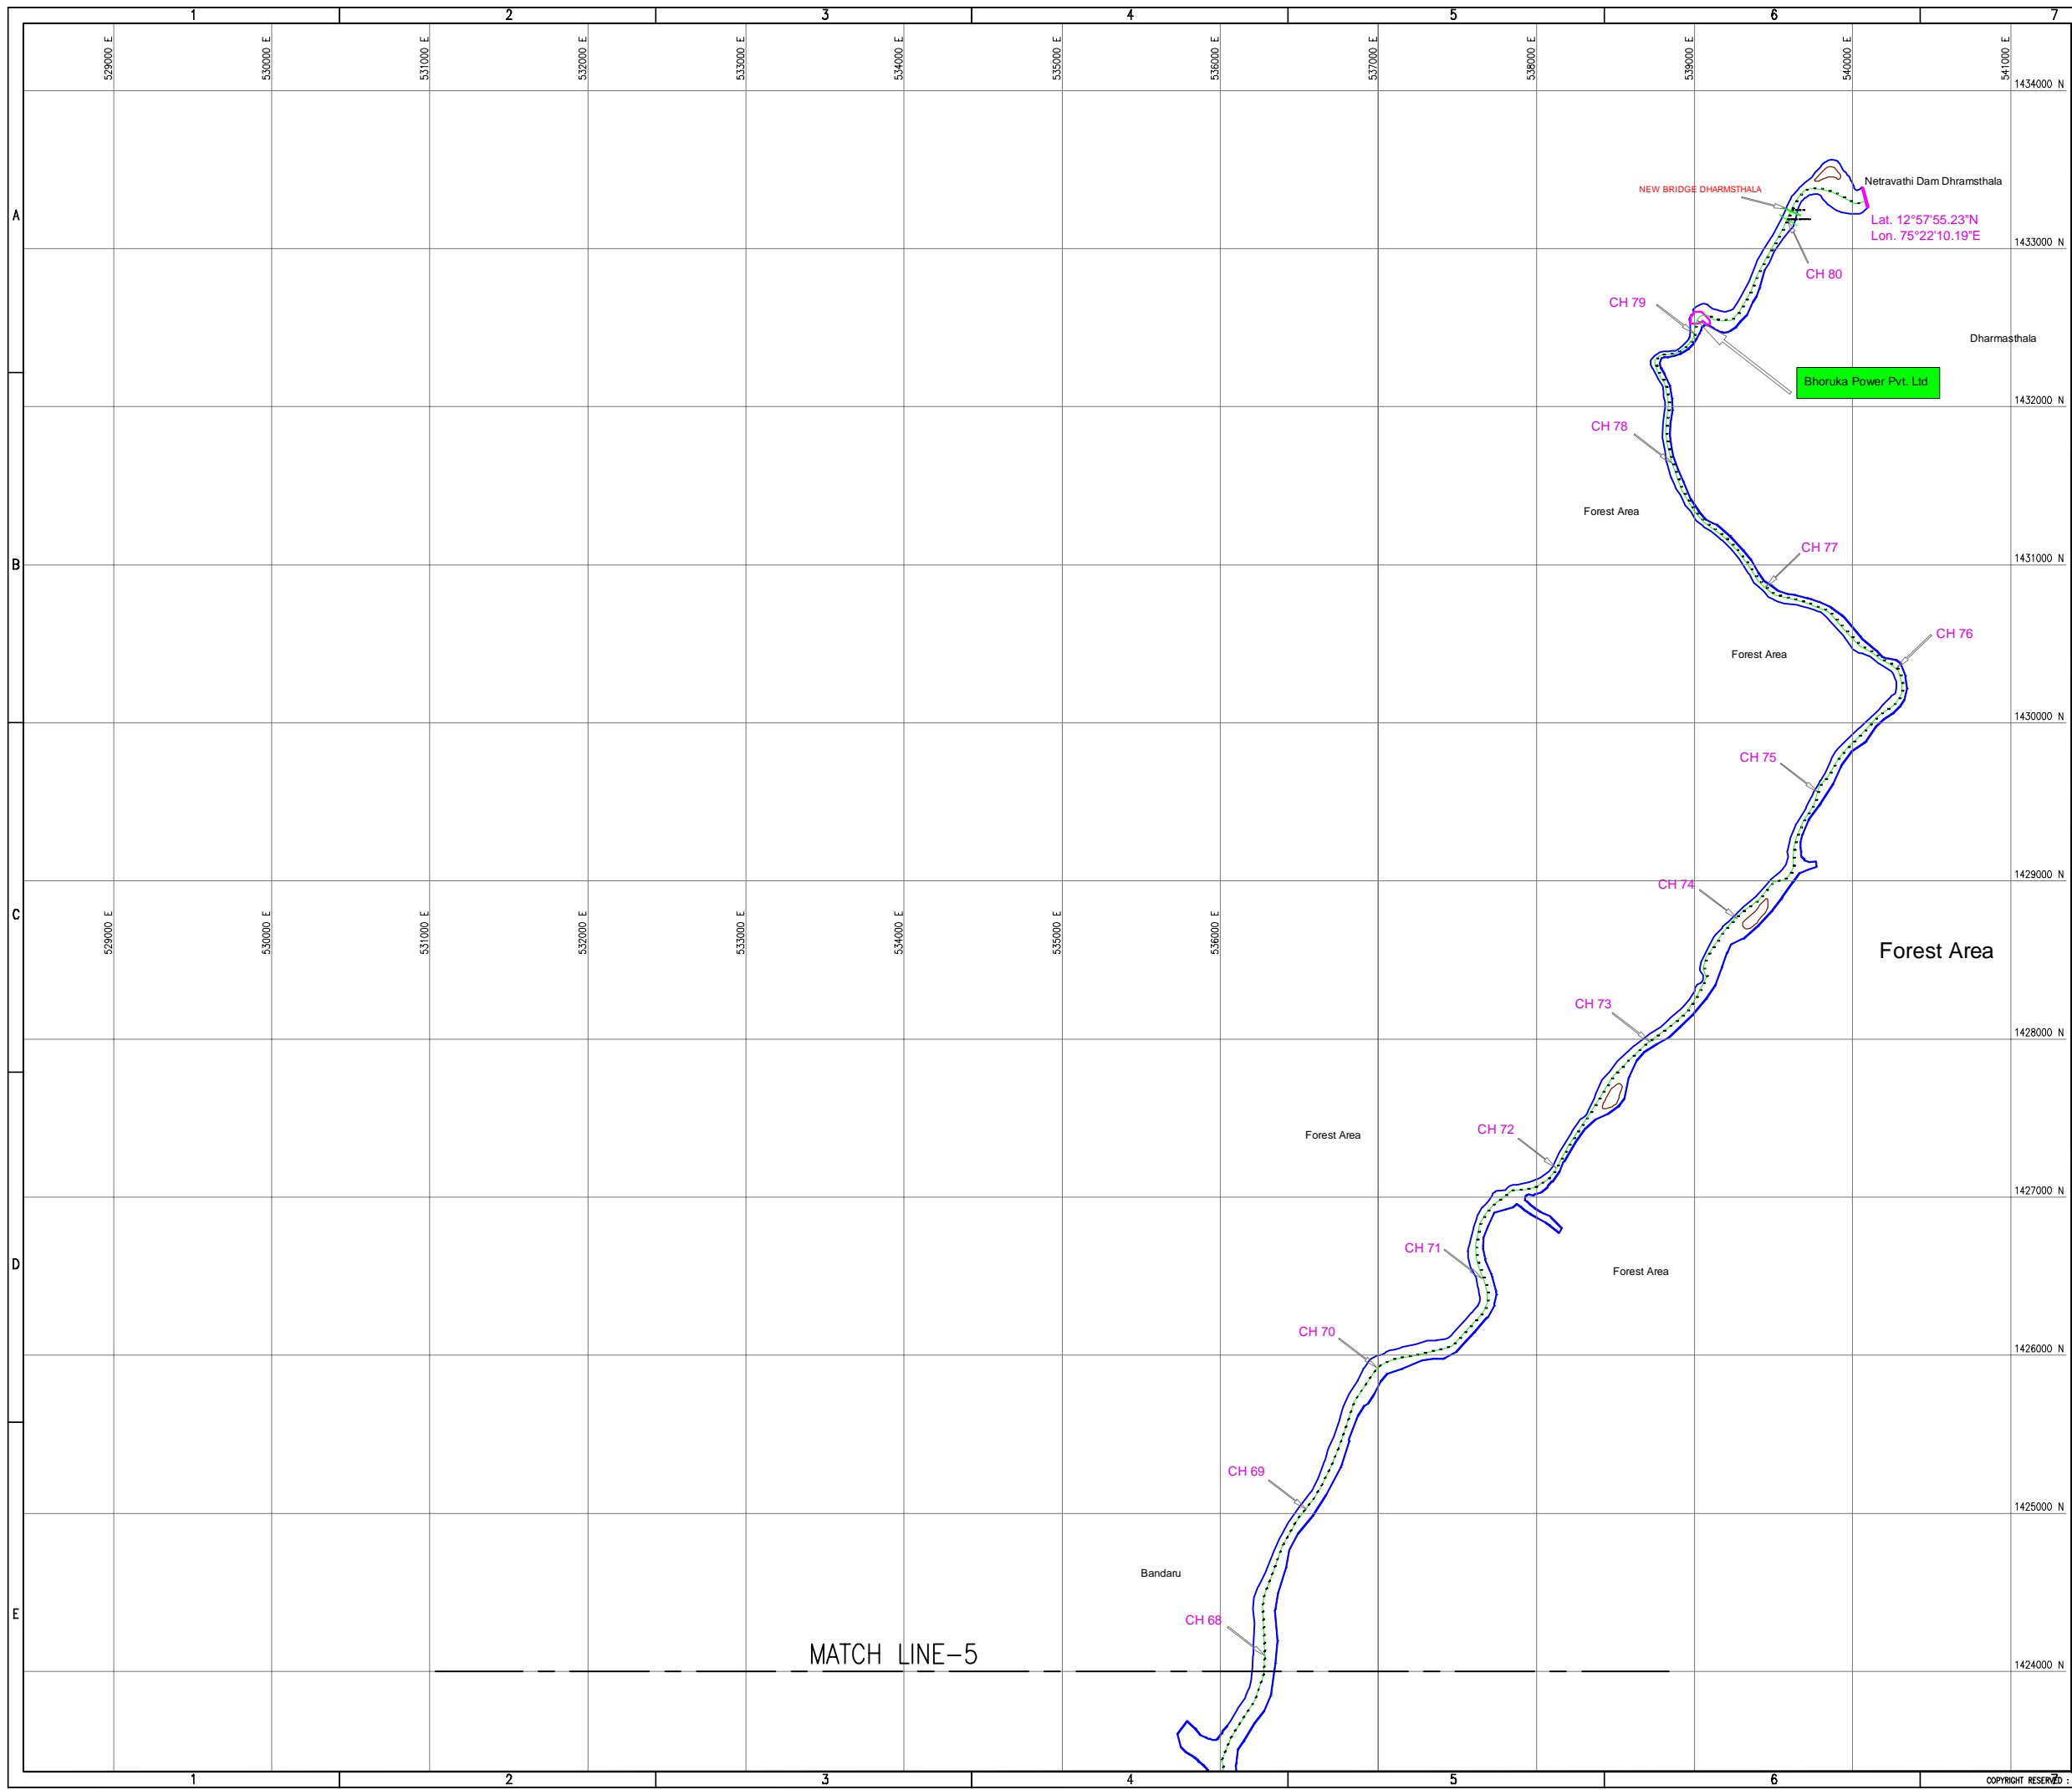 1 2 3 4 5 6 7
529000 E 530000 E 531000 E 532000 E 533000 E 534000 E 535000 E 536000 E 537000 E 538000 E 539000 E 540000 E 541000 E
1434000 N
A
NEW BRIDGE DHARMSTHALA
Netravathi Dam Dhramsthala
Lat. 12°57'55.23"N
Lon. 75°22'10.19"E
1433000 N
CH 80
CH 79
Dharmasthala
Bhoruka Power Pvt. Ltd
1432000 N
CH 78
Forest Area
B
CH 77
1431000 N
CH 76
Forest Area
1430000 N
CH 75
1429000 N
CH 74
C
529000 E 530000 E 531000 E 532000 E 533000 E 534000 E 535000 E 536000 E
Forest Area
CH 73
1428000 N
CH 72
Forest Area
1427000 N
CH 71
D
Forest Area
CH 70
1426000 N
CH 69
1425000 N
Bandaru
E
CH 68
MATCH LINE-5
1424000 N
1 2 3 4 5 6 7
COPYRIGHT RESERVED :